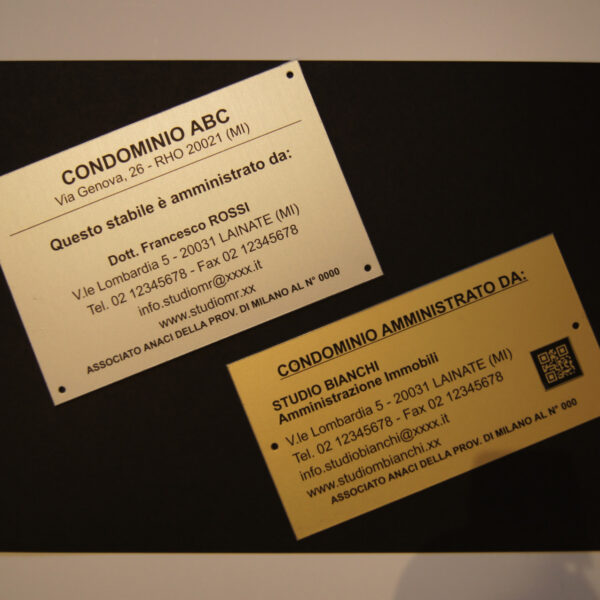 CONDOMINIO ABC
Via Genova, 26 - RHO 20021 (MI)
Questo stabile è amministrato da:
Dott. Francesco ROSSI
V.le Lombardia 5 - 20031 LAINATE (MI)
Tel. 02 12345678 - Fax 02 12345678
info.studiomr@xxxx.it
www.studiomr.xx
ASSOCIATO ANACI DELLA PROV. DI MILANO AL N° 0000
CONDOMINIO AMMINISTRATO DA:
STUDIO BIANCHI
Amministrazione Immobili
V.le Lombardia 5 - 20031 LAINATE (MI)
Tel. 02 12345678 - Fax 02 12345678
info.studiobianchi@xxxx.it
www.studiombianchi.xx
ASSOCIATO ANACI DELLA PROV. DI MILANO AL N° 000